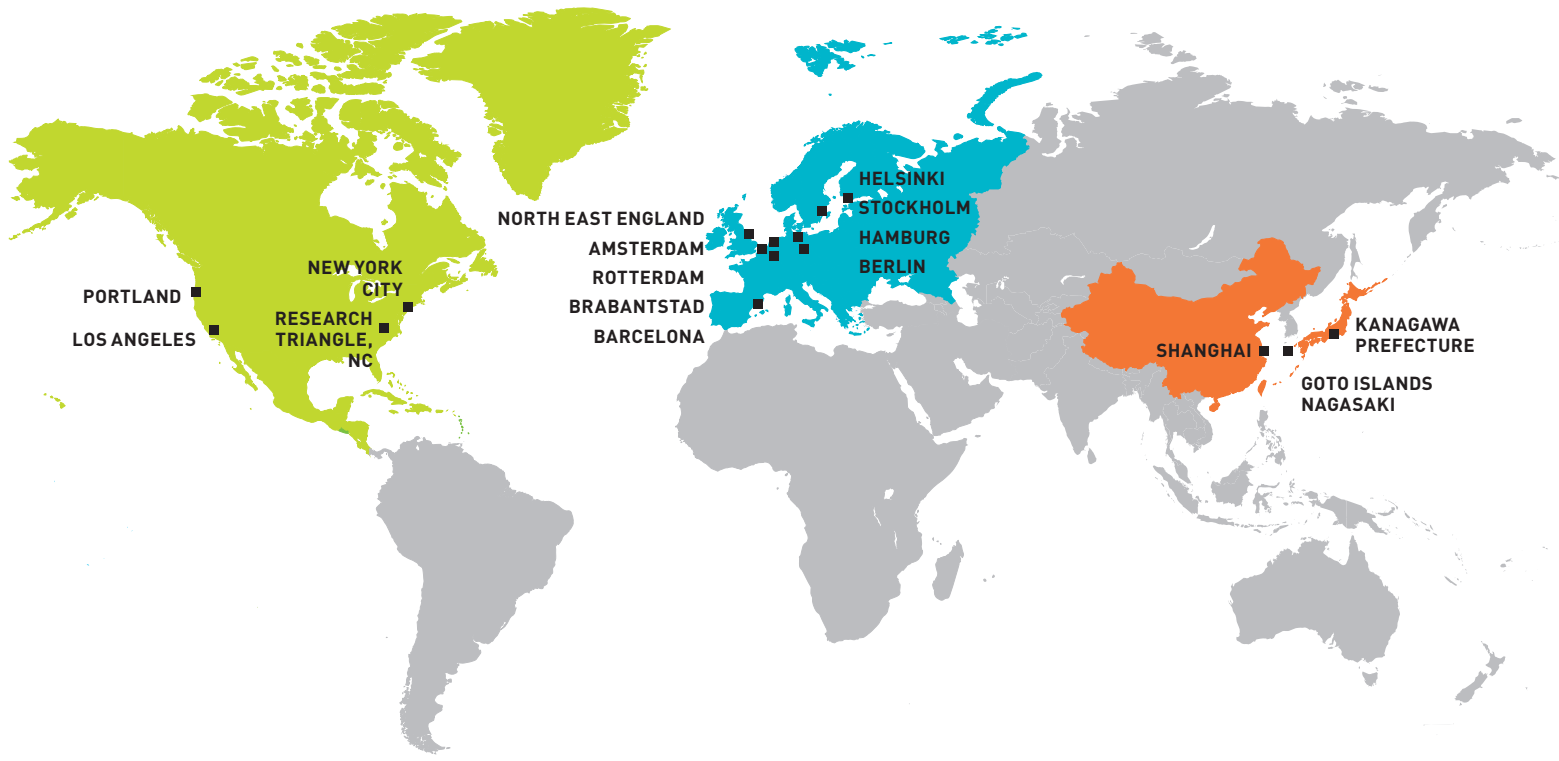 PORTLAND
LOS ANGELES
NEW YORK
CITY
RESEARCH
TRIANGLE,
NC
NORTH EAST ENGLAND
AMSTERDAM
ROTTERDAM
BRABANTSTAD
BARCELONA
HELSINKI
STOCKHOLM
HAMBURG
BERLIN
SHANGHAI
KANAGAWA
PREFECTURE
GOTO ISLANDS
NAGASAKI